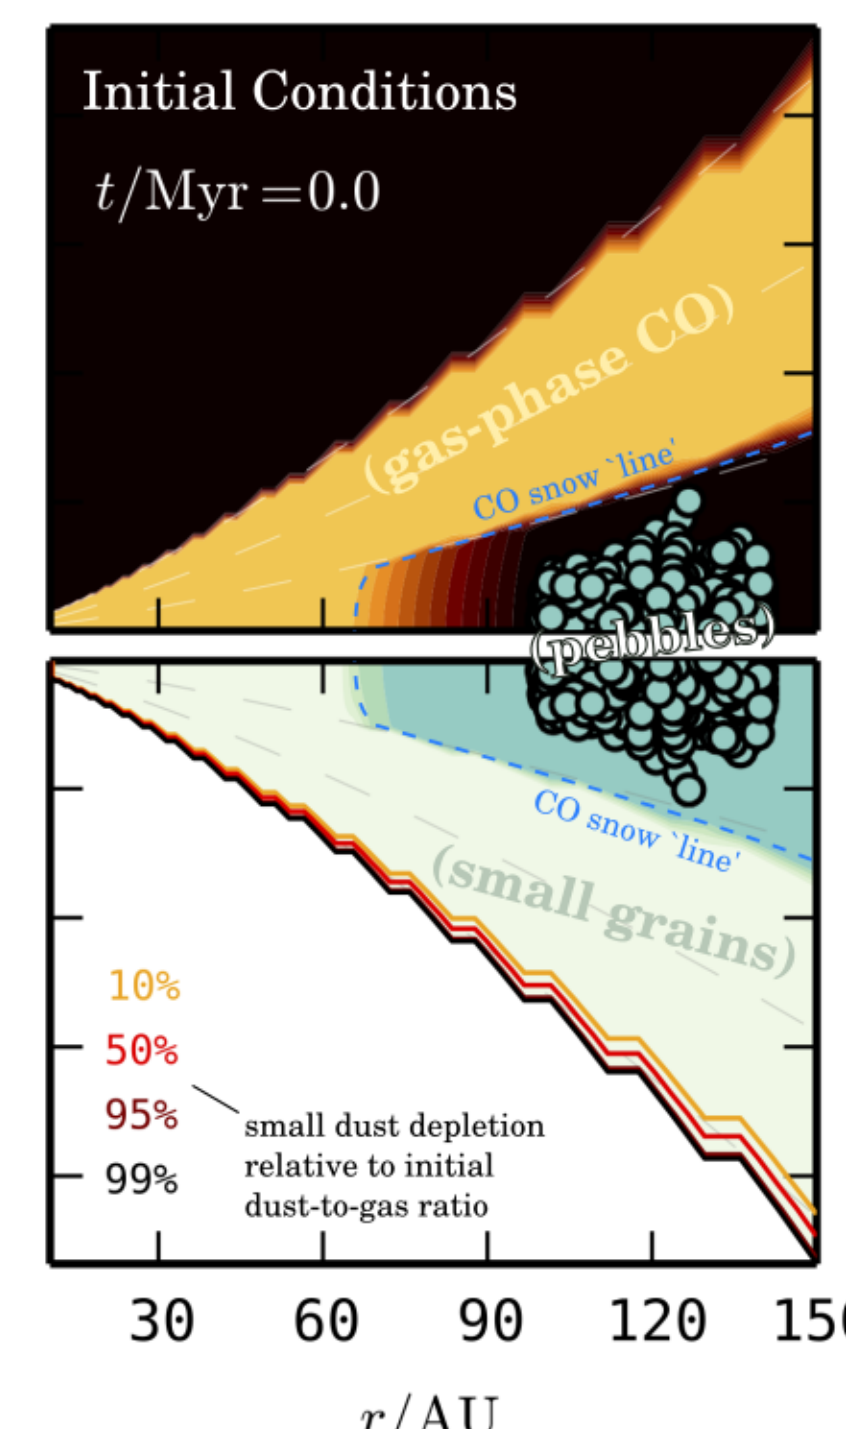 Initial Conditions
t/Myr=0.0
(gas-phase CO)
CO snow `line'
(pebbles)
CO snow `line'
(small grains)
10%
50%
95%
99%
small dust depletion
relative to initial
dust-to-gas ratio
30 60 90 120 150
r/AU